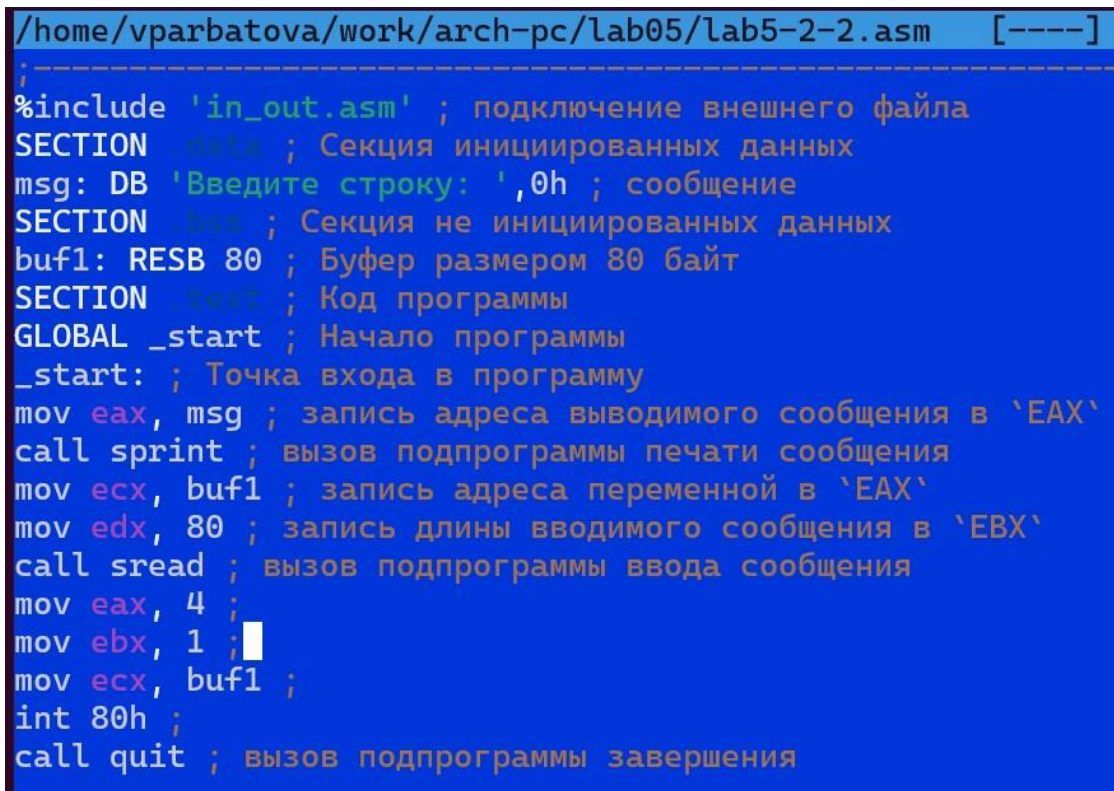 /home/vparbatova/work/arch-pc/lab05/lab5-2-2.asm [----]
;---------------------------------------------------------
%include 'in_out.asm' ; подключение внешнего файла
SECTION .data ; Секция инициированных данных
msg: DB 'Введите строку: ',0h ; сообщение
SECTION .bss ; Секция не инициированных данных
buf1: RESB 80 ; Буфер размером 80 байт
SECTION .text ; Код программы
GLOBAL _start ; Начало программы
_start: ; Точка входа в программу
mov eax, msg ; запись адреса выводимого сообщения в `EAX`
call sprint ; вызов подпрограммы печати сообщения
mov ecx, buf1 ; запись адреса переменной в `EAX`
mov edx, 80 ; запись длины вводимого сообщения в `EBX`
call sread ; вызов подпрограммы ввода сообщения
mov eax, 4 ;
mov ebx, 1 ;
mov ecx, buf1 ;
int 80h ;
call quit ; вызов подпрограммы завершения